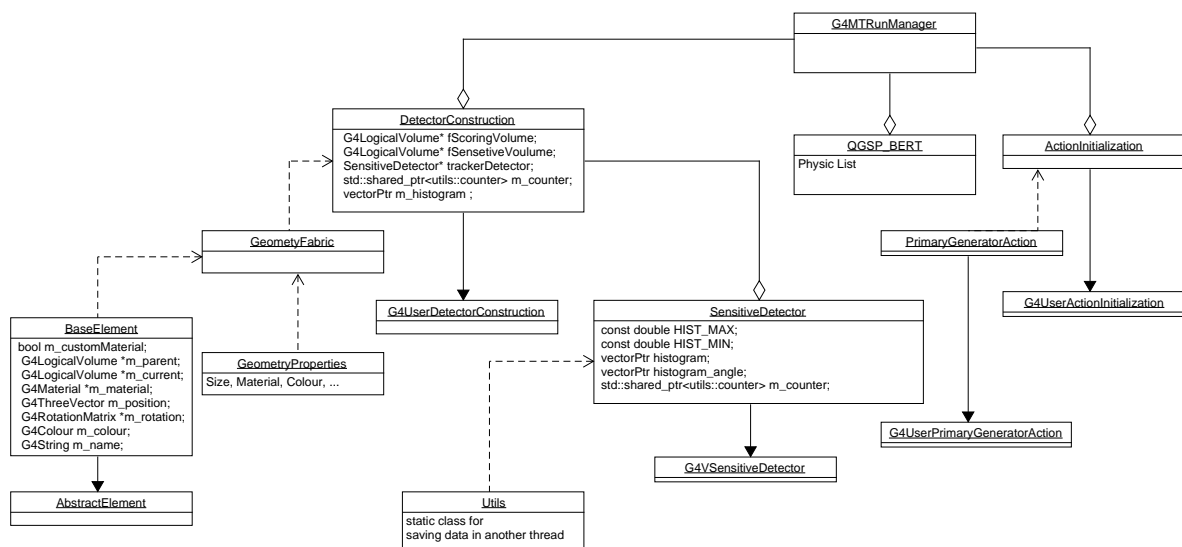 G4MTRunManager
DetectorConstruction
G4LogicalVolume* fScoringVolume;
G4LogicalVolume* fSensetiveVoulume;
SensitiveDetector* trackerDetector;
std::shared_ptr<utils::counter> m_counter;
vectorPtr m_histogram ;
QGSP_BERT
Physic List
ActionInitialization
GeometyFabric
PrimaryGeneratorAction
G4UserDetectorConstruction
G4UserActionInitialization
BaseElement
bool m_customMaterial;
G4LogicalVolume *m_parent;
G4LogicalVolume *m_current;
G4Material *m_material;
G4ThreeVector m_position;
G4RotationMatrix *m_rotation;
G4Colour m_colour;
G4String m_name;
GeometryProperties
Size, Material, Colour, ...
SensitiveDetector
const double HIST_MAX;
const double HIST_MIN;
vectorPtr histogram;
vectorPtr histogram_angle;
std::shared_ptr<utils::counter> m_counter;
G4UserPrimaryGeneratorAction
G4VSensitiveDetector
AbstractElement
Utils
static class for
saving data in another thread